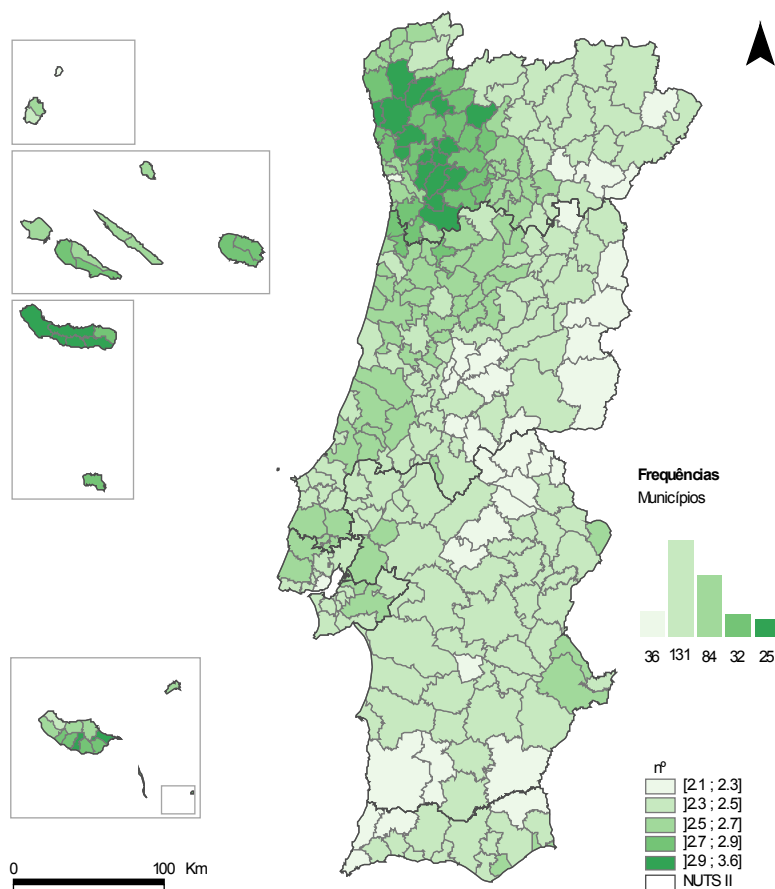 Frequências
Municípios
36 131 84 32 25
nº
]2.1 ; 2.3]
]2.3 ; 2.5]
]2.5 ; 2.7]
]2.7 ; 2.9]
]2.9 ; 3.6]
NUTS II
0 100 Km